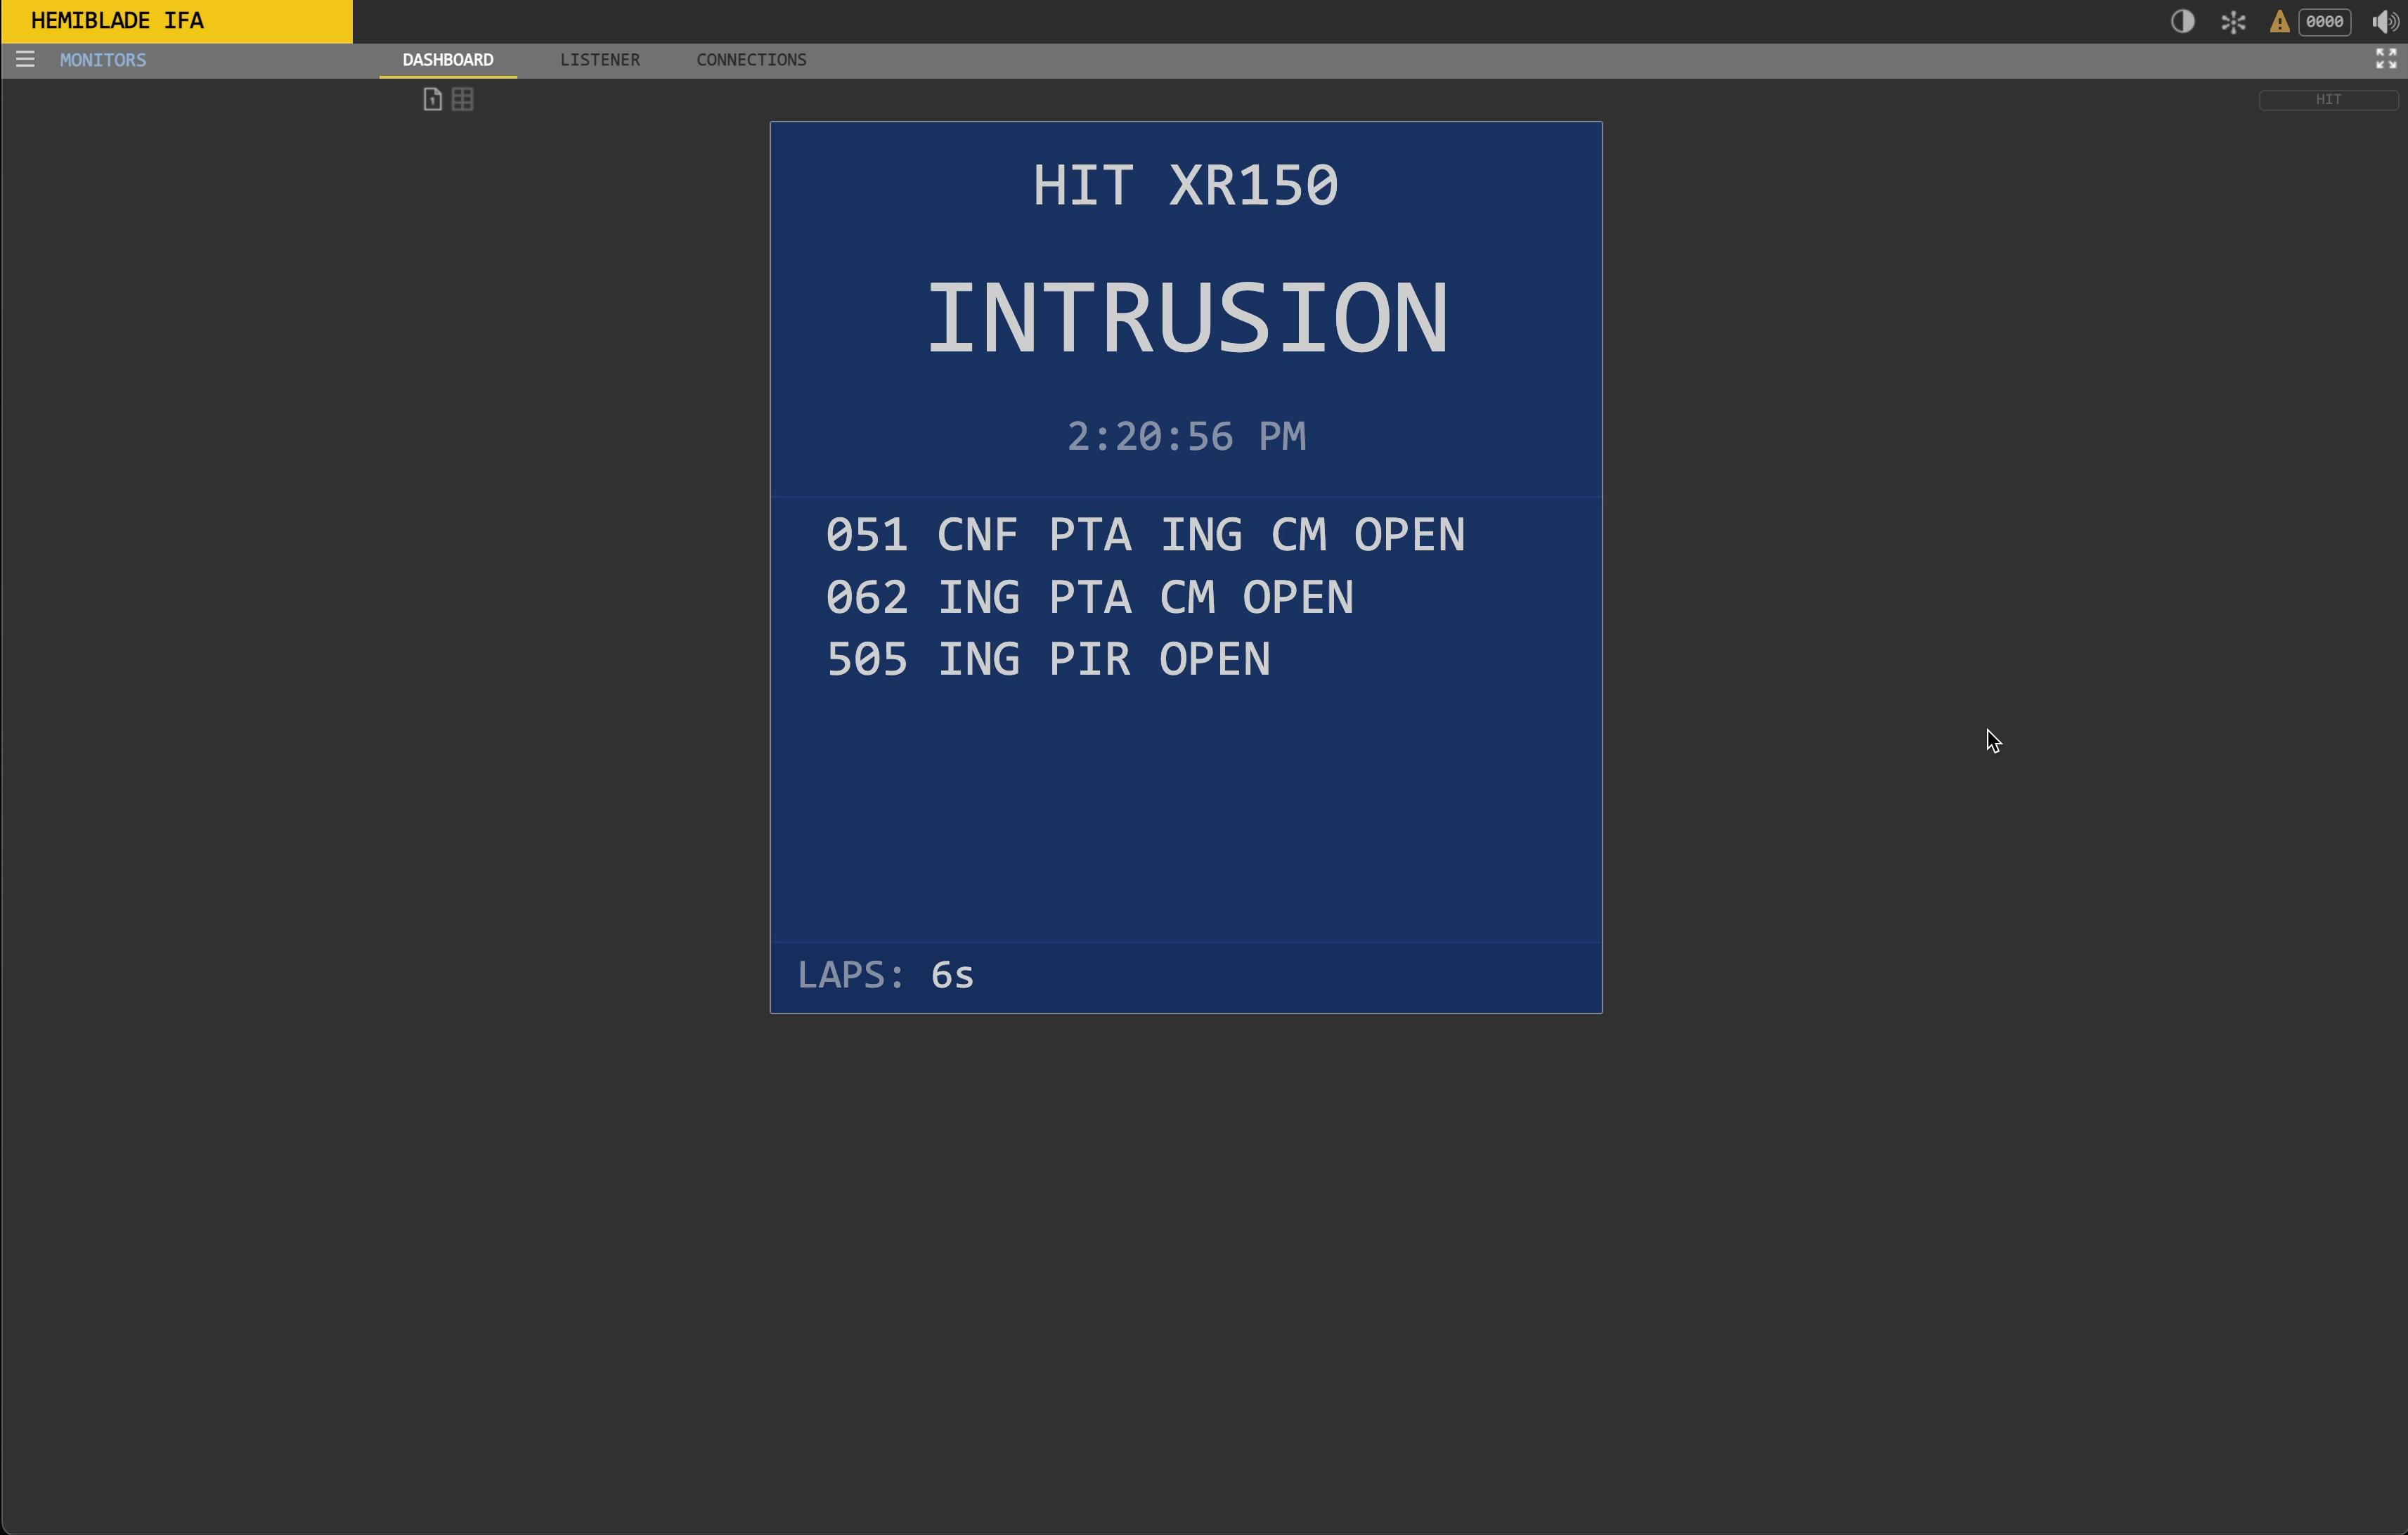 HEMIBLADE IFA
0000
MONITORS
DASHBOARD
LISTENER
CONNECTIONS
1
HIT
HIT XR150
INTRUSION
2:20:56 PM
051 CNF PTA ING CM OPEN
062 ING PTA CM OPEN
505 ING PIR OPEN
LAPS: 6s